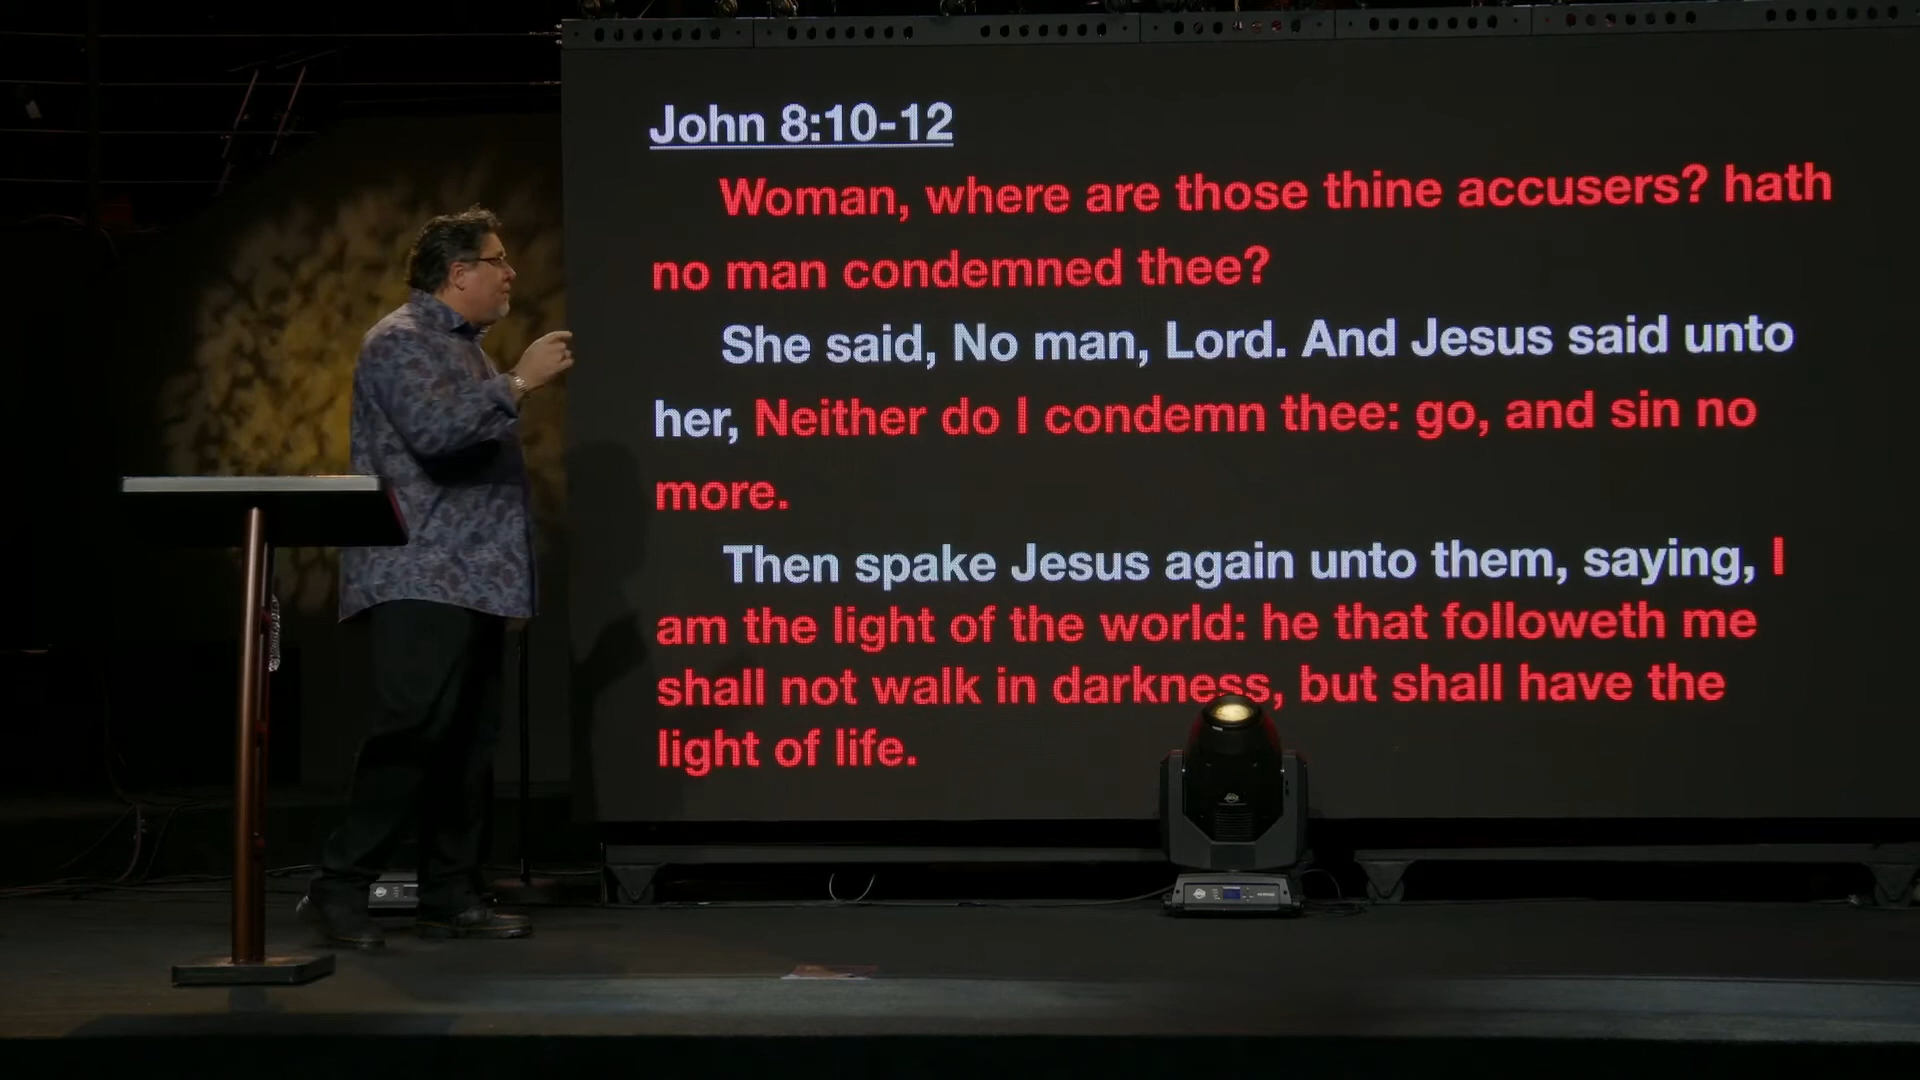 John 8:10-12
Woman, where are those thine accusers? hath
no man condemned thee?
She said, No man, Lord. And Jesus said unto
her, Neither do I condemn thee: go, and sin no
more.
Then spake Jesus again unto them, saying, I
am the light of the world: he that followeth me
shall not walk in darkness, but shall have the
light of life.